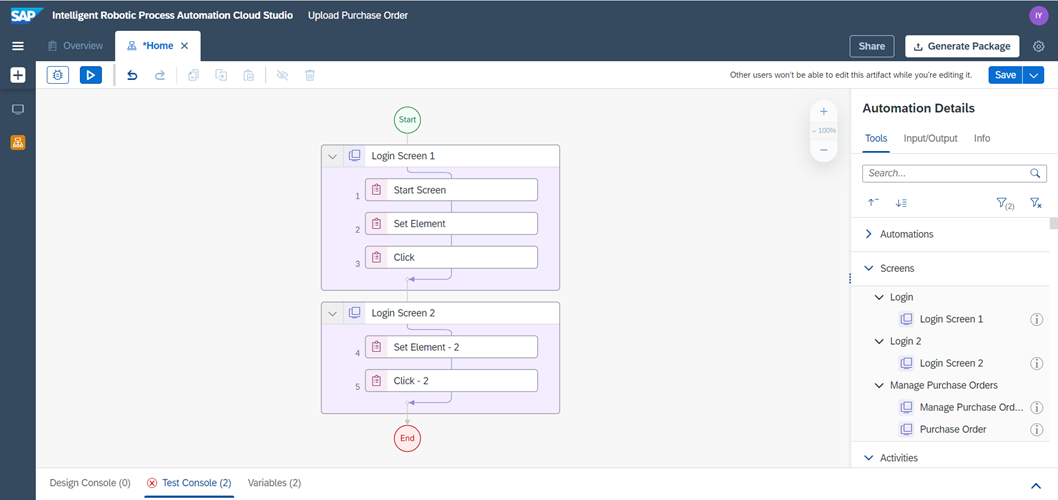 SAP Intelligent Robotic Process Automation Cloud Studio Upload Purchase Order IY
Overview *Home Share Generate Package
Other users won't be able to edit this artifact while you're editing it. Save
Start
Login Screen 1
1 Start Screen
2 Set Element
3 Click
Login Screen 2
4 Set Element - 2
5 Click - 2
End
+
100%
−
Automation Details
Tools Input/Output Info
Search...
(2)
Automations
Screens
Login
Login Screen 1
Login 2
Login Screen 2
Manage Purchase Orders
Manage Purchase Ord...
Purchase Order
Activities
Design Console (0) Test Console (2) Variables (2)